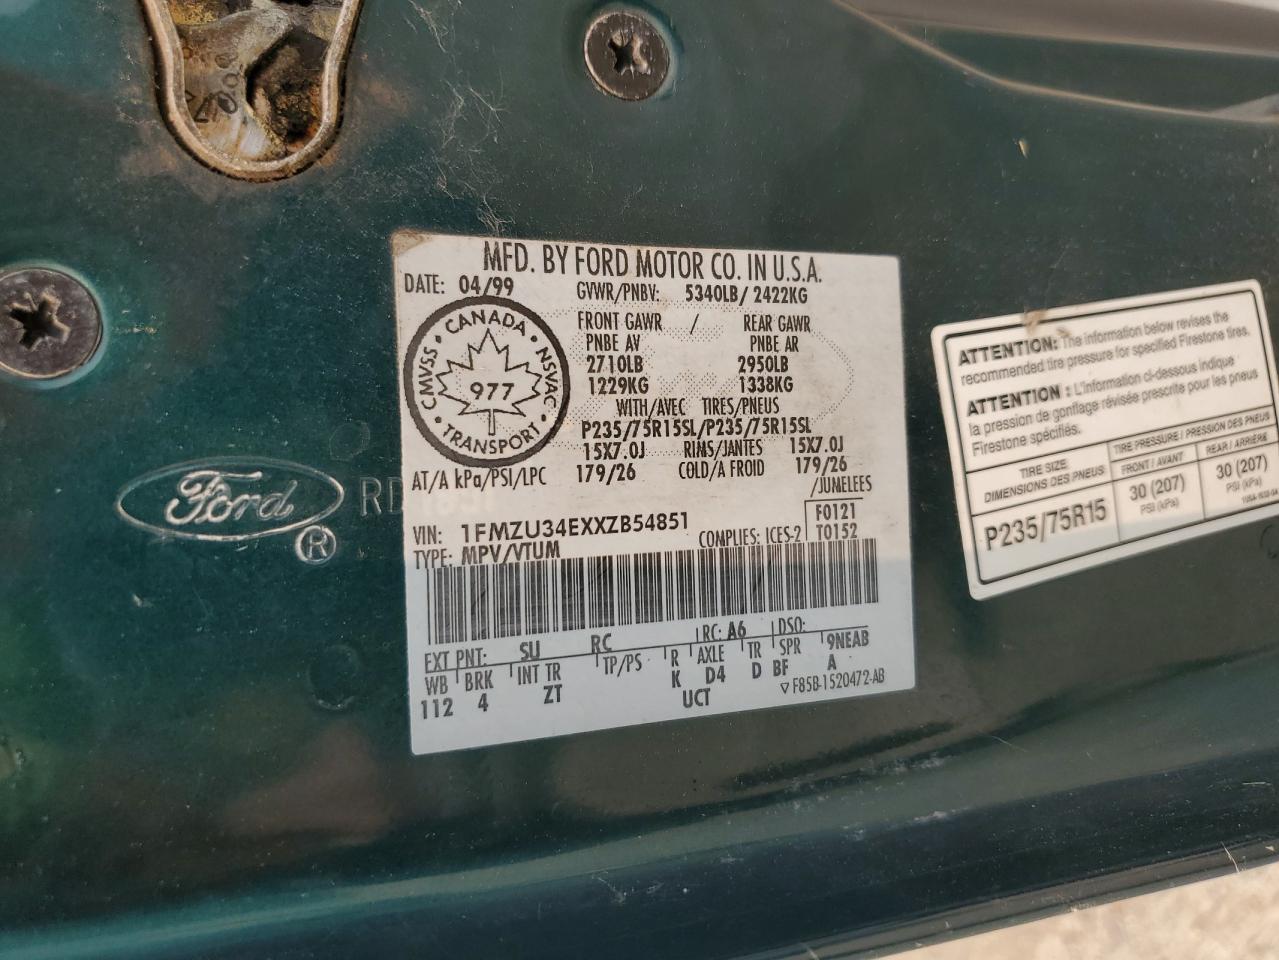 MFD. BY FORD MOTOR CO. IN U.S.A.
DATE: 04/99 GVWR/PNBV: 5340LB/2422KG
CMVSS · CANADA · NSVAC · TRANSPORT
977
FRONT GAWR / REAR GAWR
PNBE AV PNBE AR
2710LB 2950LB
1229KG 1338KG
WITH/AVEC TIRES/PNEUS
P235/75R15SL/P235/75R15SL
15X7.0J RIMS/JANTES 15X7.0J
AT/A kPa/PSI/LPC 179/26 COLD/A FROID 179/26
/JUMELEES
VIN: 1FMZU34EXXZB54851 F0121
TYPE: MPV/VTUM COMPLIES: ICES-2 T0152
EXT PNT: SU RC RC: A6 DSO:
WB BRK INT TR TP/PS R AXLE TR SPR 9NEAB
112 4 ZT K D4 D BF A
UCT ▽F85B-1520472-AB
Ford
®
RD
ATTENTION: The information below revises the
recommended tire pressure for specified Firestone tires.
ATTENTION : L'information ci-dessous indique
la pression de gonflage révisée prescrite pour les pneus
Firestone spécifiés.
TIRE SIZE TIRE PRESSURE / PRESSION DES PNEUS
DIMENSIONS DES PNEUS FRONT / AVANT REAR / ARRIÈRE
P235/75R15 30 (207) 30 (207)
PSI (kPa) PSI (kPa)